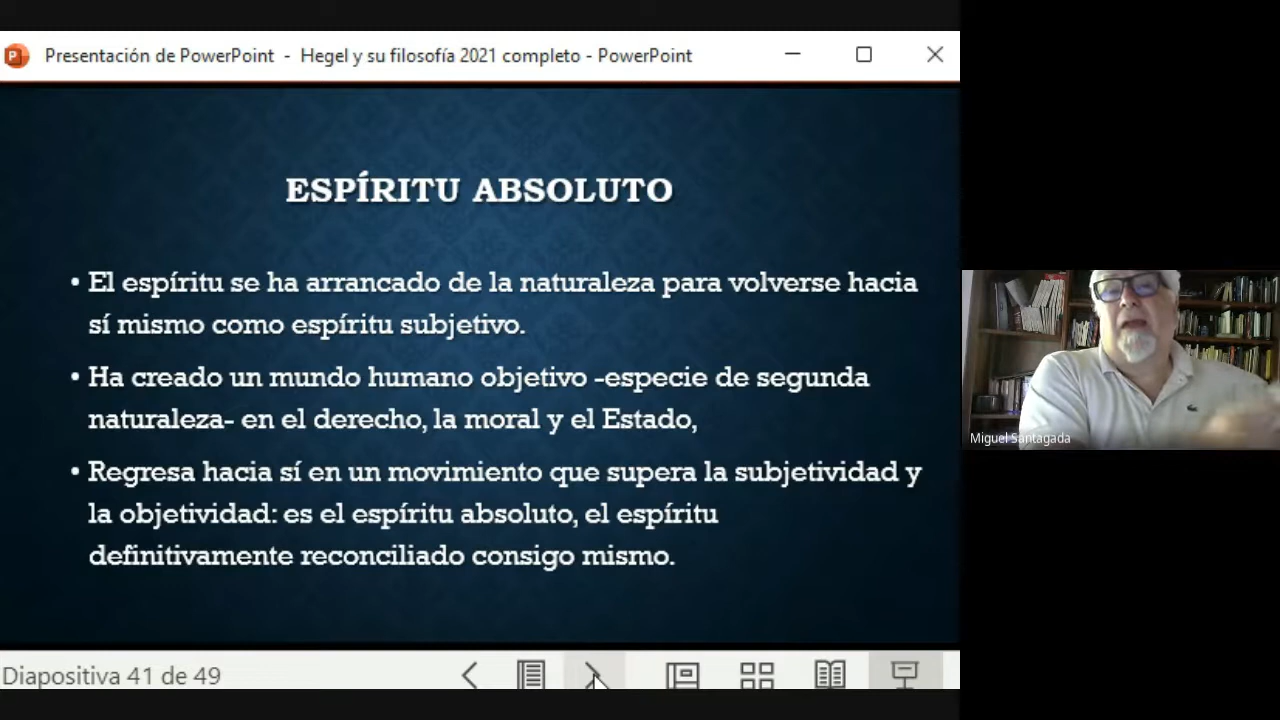 Presentación de PowerPoint - Hegel y su filosofía 2021 completo - PowerPoint
ESPÍRITU ABSOLUTO
• El espíritu se ha arrancado de la naturaleza para volverse hacia
sí mismo como espíritu subjetivo.
• Ha creado un mundo humano objetivo -especie de segunda
naturaleza- en el derecho, la moral y el Estado,
• Regresa hacia sí en un movimiento que supera la subjetividad y
la objetividad: es el espíritu absoluto, el espíritu
definitivamente reconciliado consigo mismo.
Miguel Santagada
Diapositiva 41 de 49